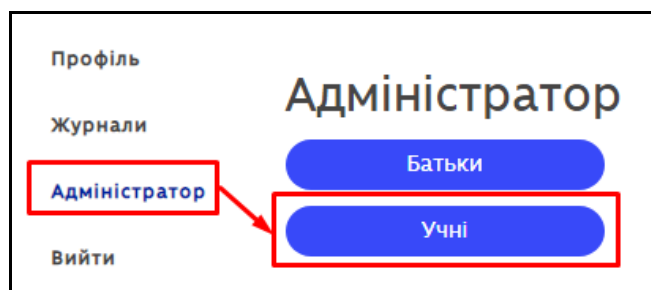 Профіль
Журнали
Адміністратор
Вийти
Адміністратор
Батьки
Учні